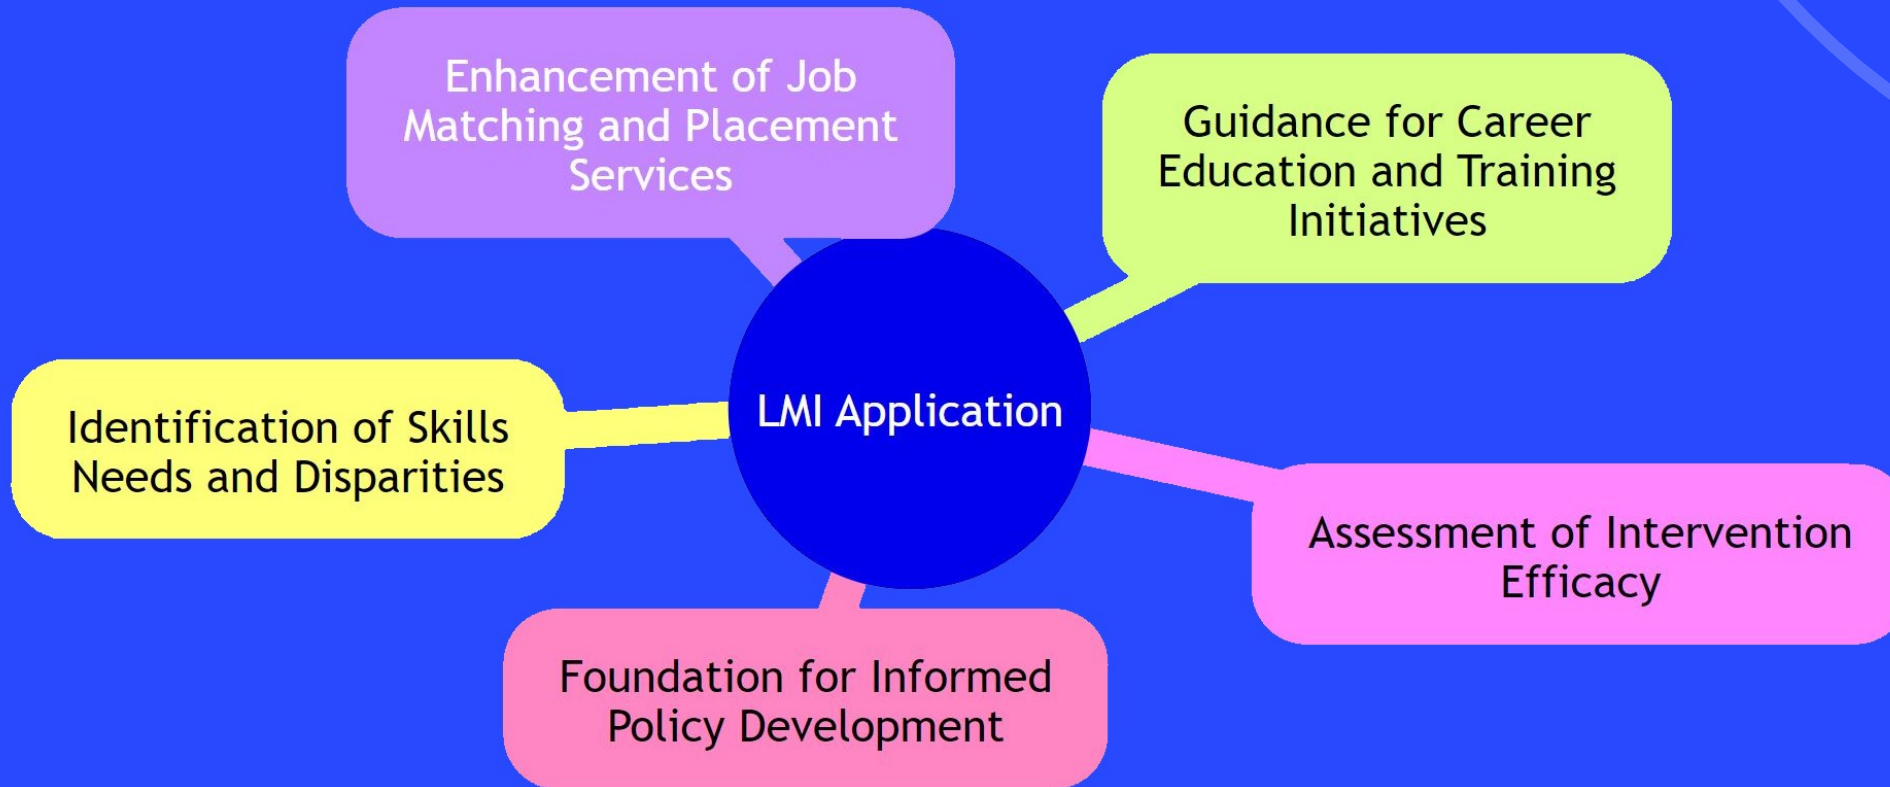 Enhancement of Job
Matching and Placement
Services
Guidance for Career
Education and Training
Initiatives
LMI Application
Identification of Skills
Needs and Disparities
Assessment of Intervention
Efficacy
Foundation for Informed
Policy Development